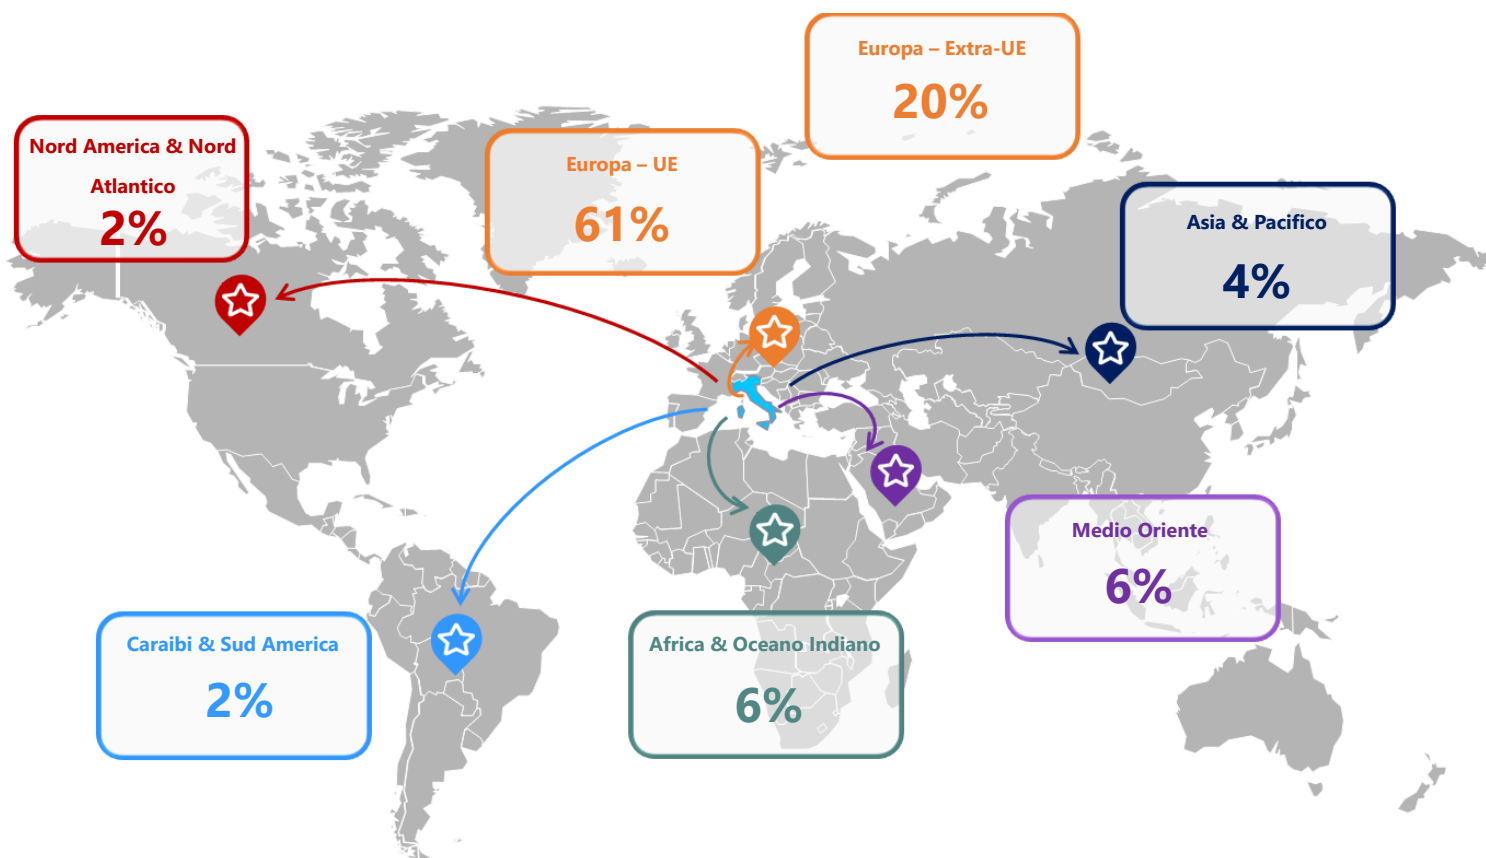 Europa – Extra-UE
20%
Nord America & Nord
Atlantico
2%
Europa – UE
61%
Asia & Pacifico
4%
Medio Oriente
6%
Caraibi & Sud America
2%
Africa & Oceano Indiano
6%